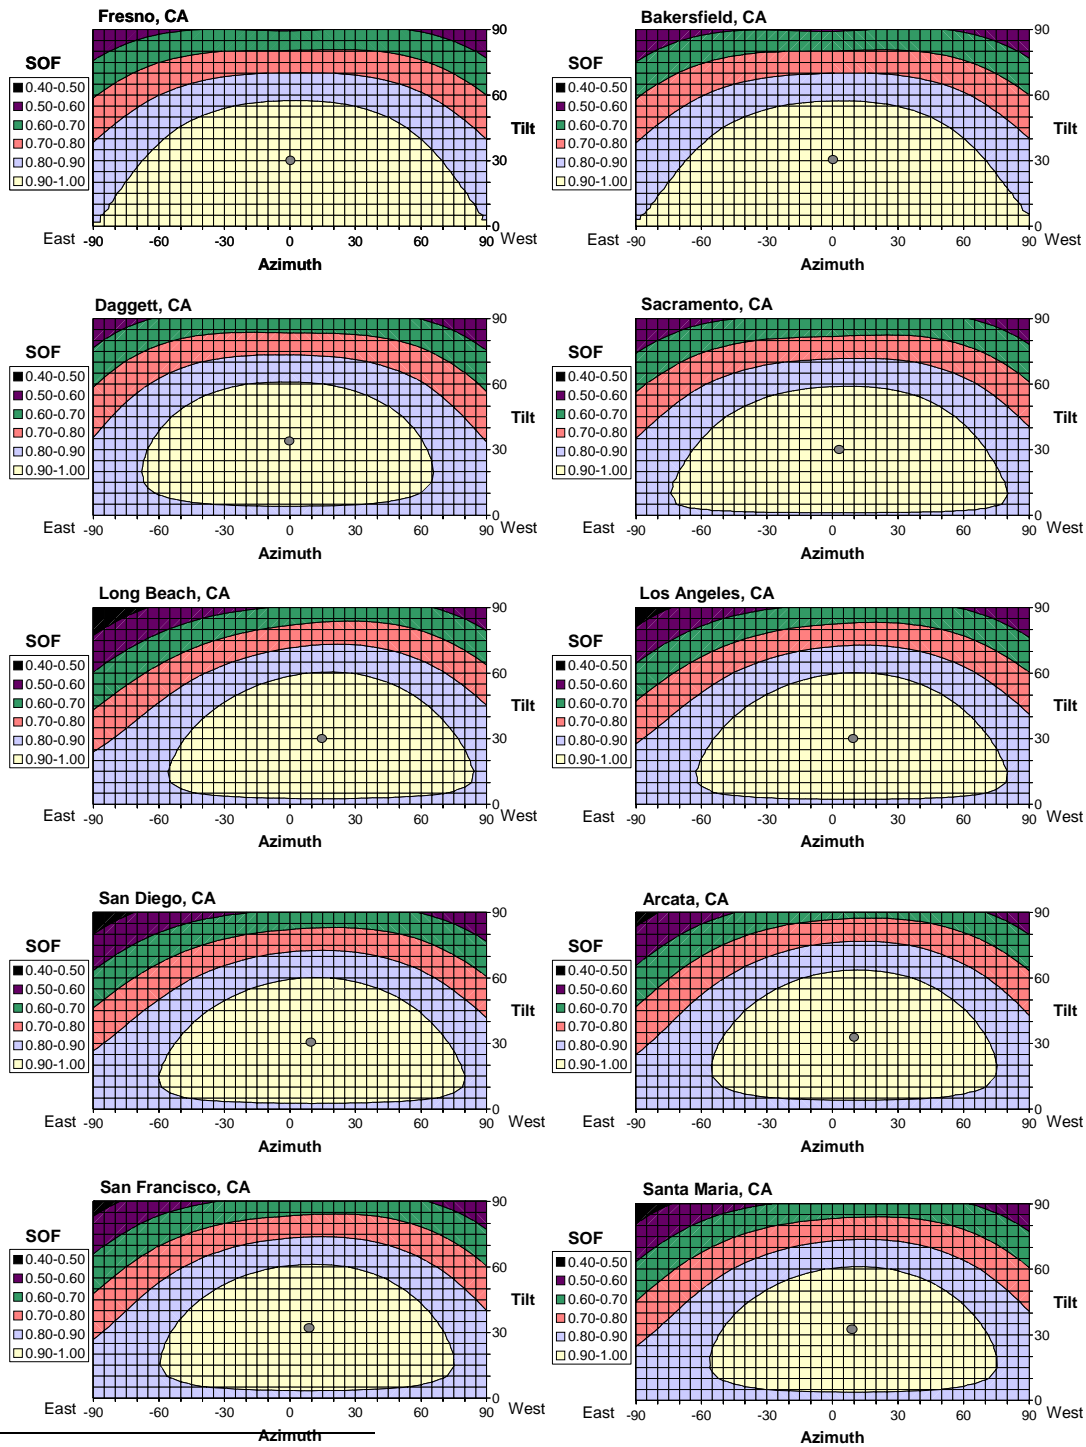 Fresno, CA
SOF
0.40-0.50
0.50-0.60
0.60-0.70
0.70-0.80
0.80-0.90
0.90-1.00
90
60
Tilt
30
0
East -90 -60 -30 0 30 60 90 West
Azimuth
Bakersfield, CA
SOF
0.40-0.50
0.50-0.60
0.60-0.70
0.70-0.80
0.80-0.90
0.90-1.00
90
60
Tilt
30
0
East -90 -60 -30 0 30 60 90 West
Azimuth
Daggett, CA
SOF
0.40-0.50
0.50-0.60
0.60-0.70
0.70-0.80
0.80-0.90
0.90-1.00
90
60
Tilt
30
0
East -90 -60 -30 0 30 60 90 West
Azimuth
Sacramento, CA
SOF
0.40-0.50
0.50-0.60
0.60-0.70
0.70-0.80
0.80-0.90
0.90-1.00
90
60
Tilt
30
0
East -90 -60 -30 0 30 60 90 West
Azimuth
Long Beach, CA
SOF
0.40-0.50
0.50-0.60
0.60-0.70
0.70-0.80
0.80-0.90
0.90-1.00
90
60
Tilt
30
0
East -90 -60 -30 0 30 60 90 West
Azimuth
Los Angeles, CA
SOF
0.40-0.50
0.50-0.60
0.60-0.70
0.70-0.80
0.80-0.90
0.90-1.00
90
60
Tilt
30
0
East -90 -60 -30 0 30 60 90 West
Azimuth
San Diego, CA
SOF
0.40-0.50
0.50-0.60
0.60-0.70
0.70-0.80
0.80-0.90
0.90-1.00
90
60
Tilt
30
0
East -90 -60 -30 0 30 60 90 West
Azimuth
Arcata, CA
SOF
0.40-0.50
0.50-0.60
0.60-0.70
0.70-0.80
0.80-0.90
0.90-1.00
90
60
Tilt
30
0
East -90 -60 -30 0 30 60 90 West
Azimuth
San Francisco, CA
SOF
0.40-0.50
0.50-0.60
0.60-0.70
0.70-0.80
0.80-0.90
0.90-1.00
90
60
Tilt
30
0
East -90 -60 -30 0 30 60 90 West
Azimuth
Santa Maria, CA
SOF
0.40-0.50
0.50-0.60
0.60-0.70
0.70-0.80
0.80-0.90
0.90-1.00
90
60
Tilt
30
0
East -90 -60 -30 0 30 60 90 West
Azimuth